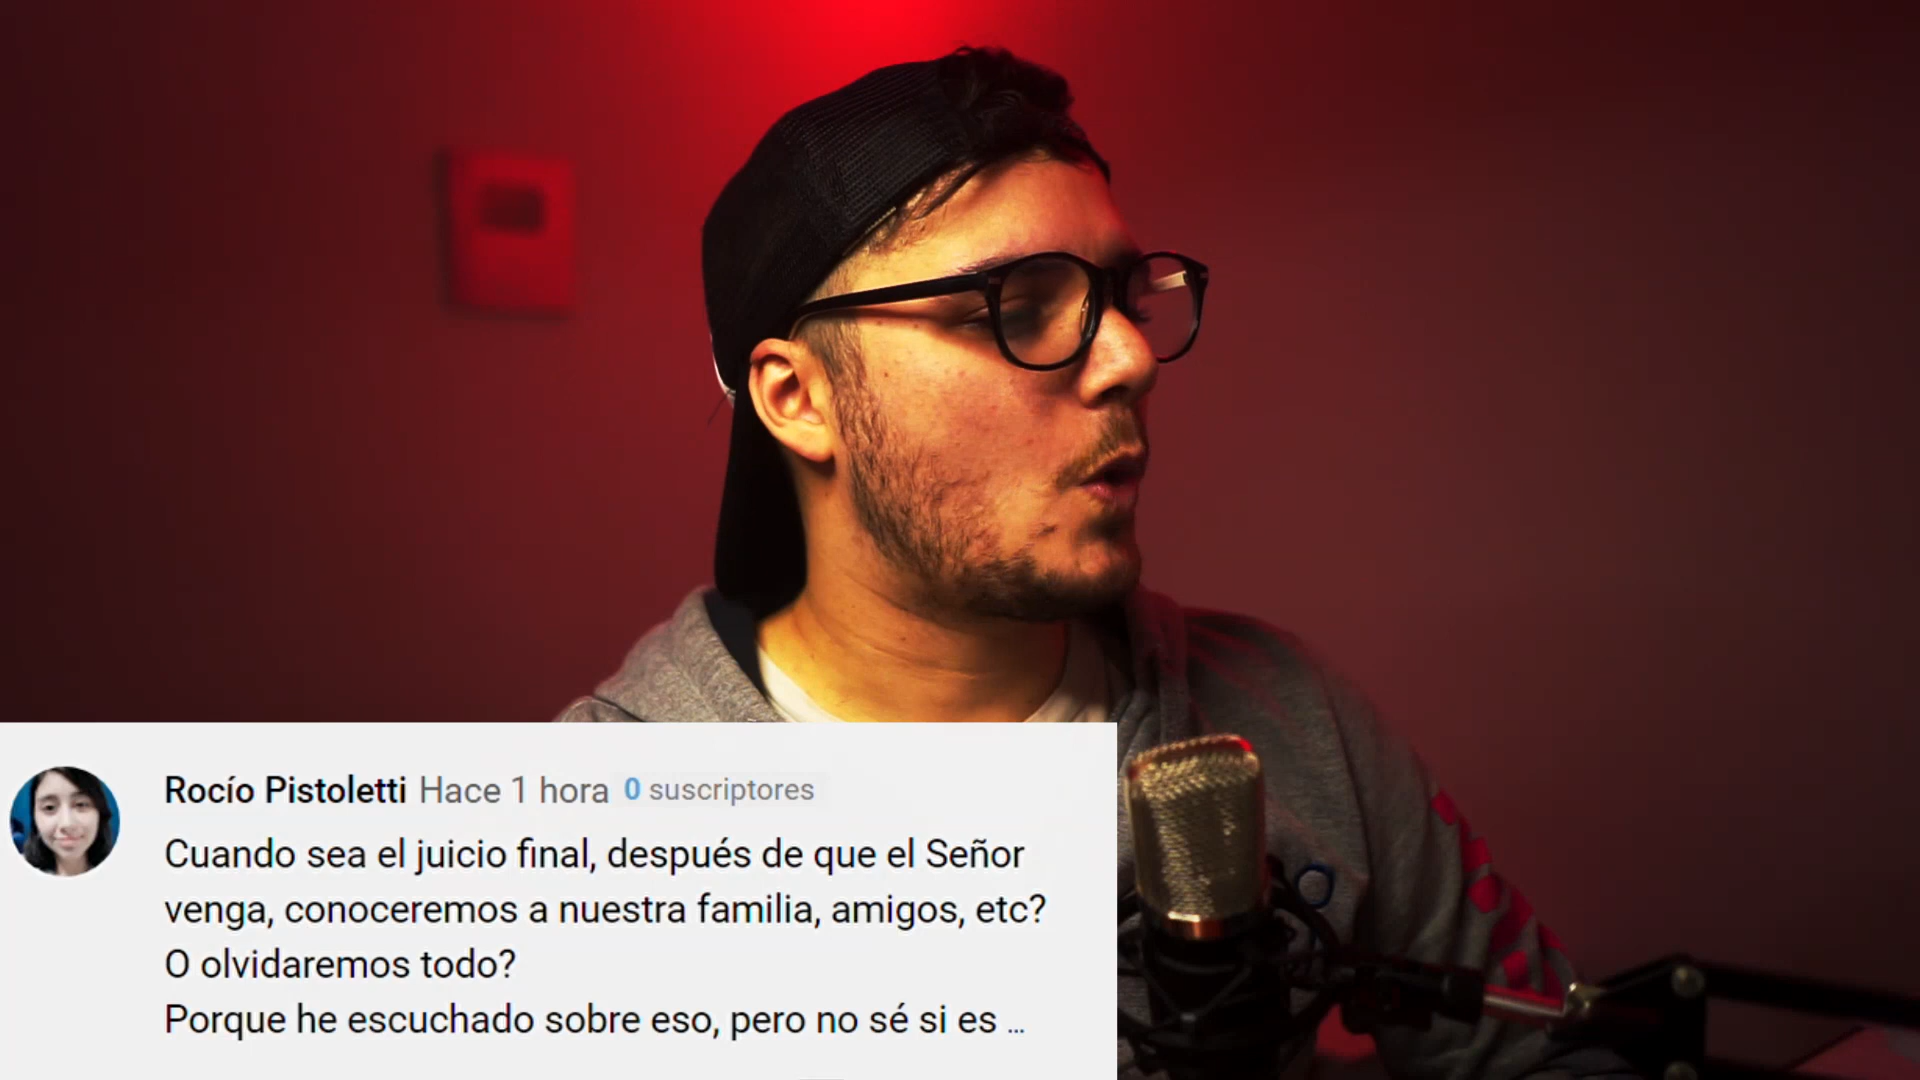 Rocío Pistoletti Hace 1 hora 0 suscriptores
Cuando sea el juicio final, después de que el Señor
venga, conoceremos a nuestra familia, amigos, etc?
O olvidaremos todo?
Porque he escuchado sobre eso, pero no sé si es ...